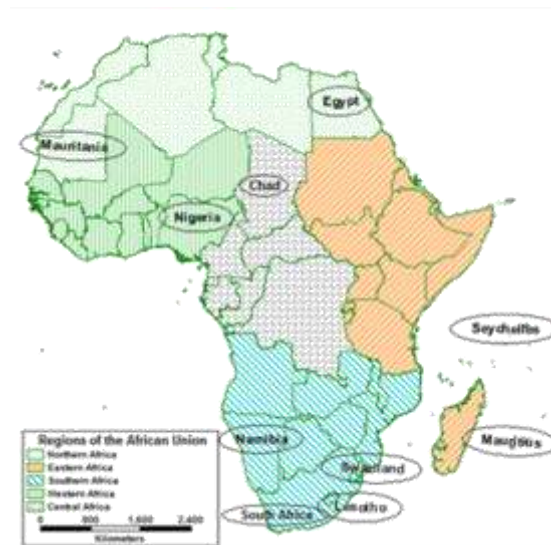 Egypt
Mauritania
Chad
Nigeria
Seychelles
Namibia
Mauritius
Swaziland
South Africa
Lesotho
Regions of the African Union
Northern Africa
Eastern Africa
Southern Africa
Western Africa
Central Africa
0 800 1,600 2,400
Kilometers